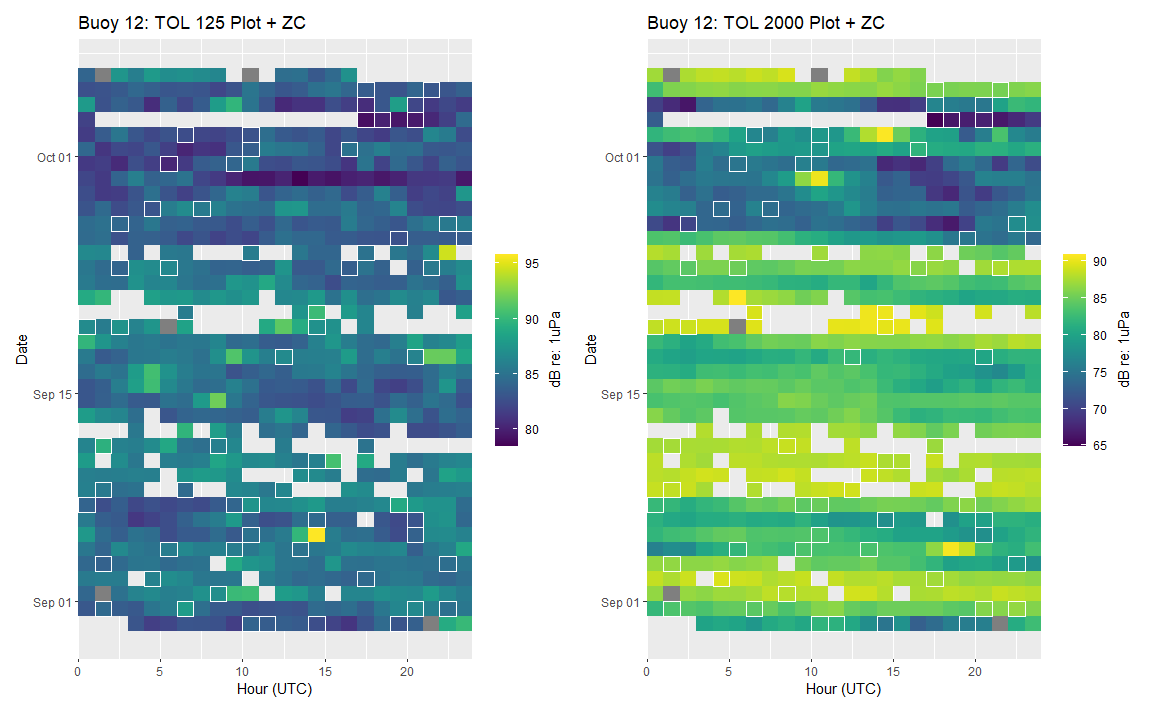 Buoy 12: TOL 125 Plot + ZC
Date
Oct 01
Sep 15
Sep 01
0
5
10
15
20
Hour (UTC)
dB re: 1uPa
95
90
85
80
Buoy 12: TOL 2000 Plot + ZC
Date
Oct 01
Sep 15
Sep 01
0
5
10
15
20
Hour (UTC)
dB re: 1uPa
90
85
80
75
70
65